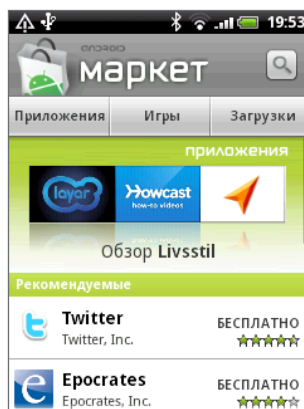 19:53
ANDROID
маркет
Приложения Игры Загрузки
приложения
layar Howcast
how-to videos
Обзор Livsstil
Рекомендуемые
Twitter
БЕСПЛАТНО
Twitter, Inc.
Epocrates
БЕСПЛАТНО
Epocrates, Inc.